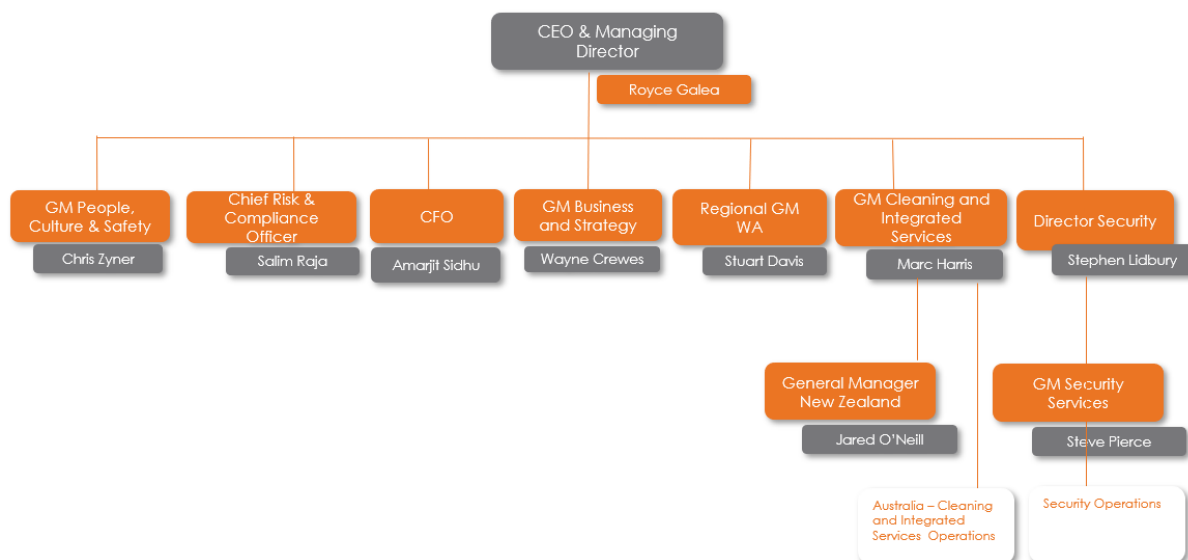 CEO & Managing
Director
Royce Galea
GM People,
Culture & Safety
Chris Zyner
Chief Risk &
Compliance
Officer
Salim Raja
CFO
Amarjit Sidhu
GM Business
and Strategy
Wayne Crewes
Regional GM
WA
Stuart Davis
GM Cleaning and
Integrated
Services
Marc Harris
Director Security
Stephen Lidbury
General Manager
New Zealand
Jared O'Neill
GM Security
Services
Steve Pierce
Australia – Cleaning
and Integrated
Services Operations
Security Operations